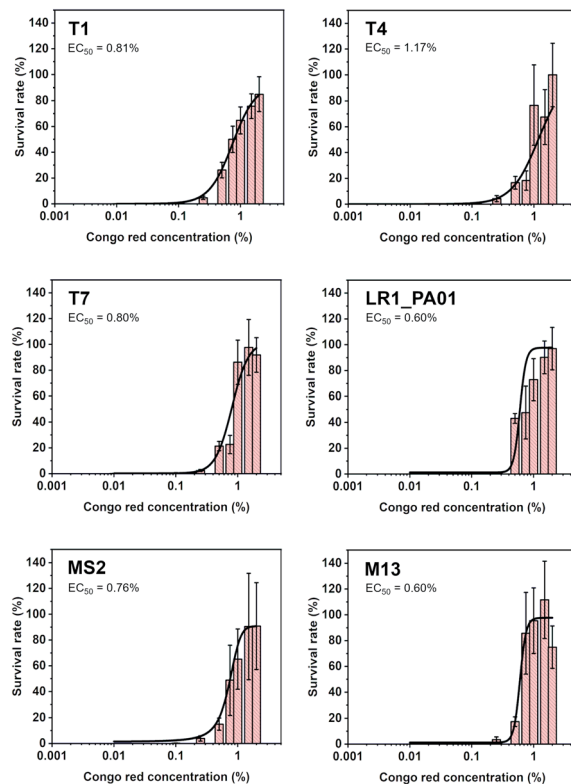 T1
EC50 = 0.81%
Survival rate (%)
140
120
100
80
60
40
20
0
0.001 0.01 0.1 1
Congo red concentration (%)
T4
EC50 = 1.17%
Survival rate (%)
140
120
100
80
60
40
20
0
0.001 0.01 0.1 1
Congo red concentration (%)
T7
EC50 = 0.80%
Survival rate (%)
140
120
100
80
60
40
20
0
0.001 0.01 0.1 1
Congo red concentration (%)
LR1_PA01
EC50 = 0.60%
Survival rate (%)
140
120
100
80
60
40
20
0
0.001 0.01 0.1 1
Congo red concentration (%)
MS2
EC50 = 0.76%
Survival rate (%)
140
120
100
80
60
40
20
0
0.001 0.01 0.1 1
Congo red concentration (%)
M13
EC50 = 0.60%
Survival rate (%)
140
120
100
80
60
40
20
0
0.001 0.01 0.1 1
Congo red concentration (%)